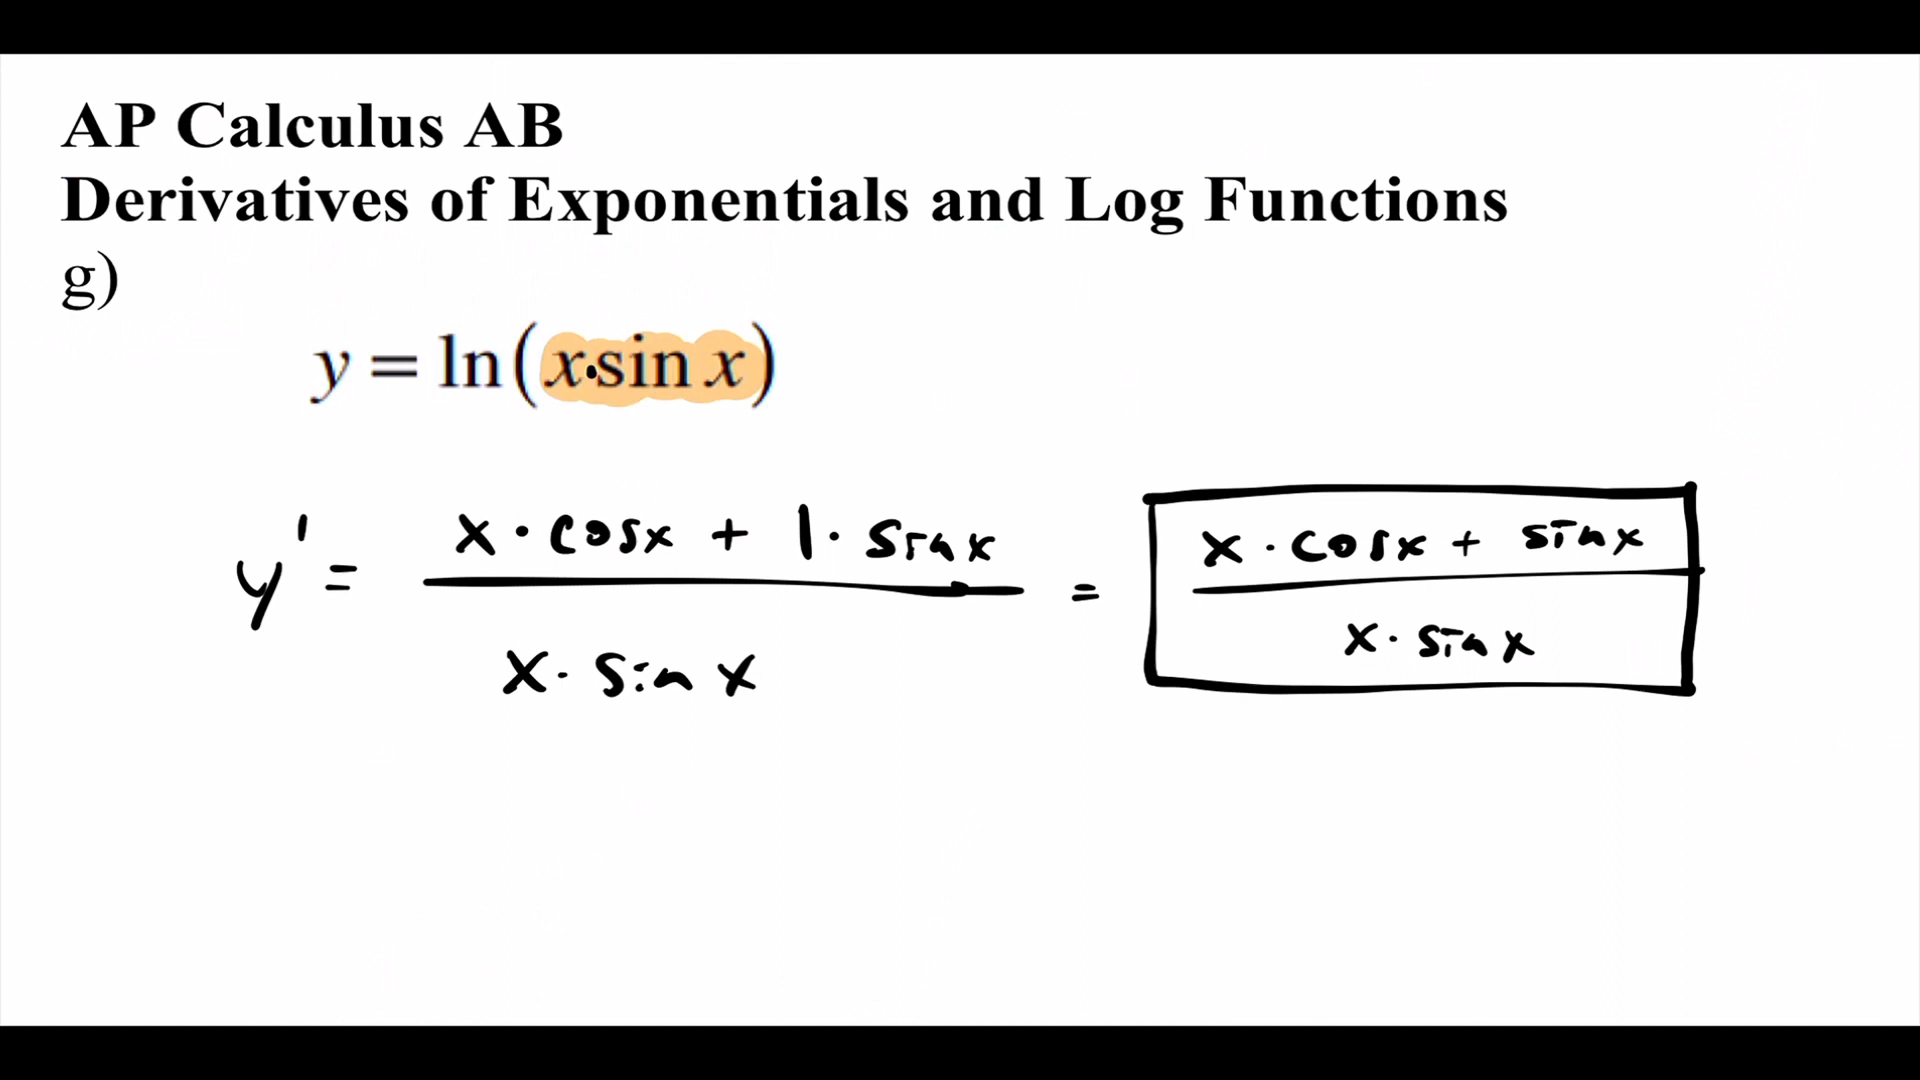 AP Calculus AB
Derivatives of Exponentials and Log Functions
g)
y = ln(x·sin x)
y' = x · cosx + 1 · sinx / x · sin x = x · cosx + sinx / x · sinx